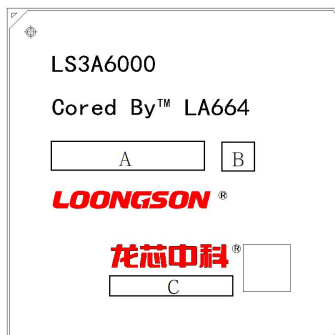 LS3A6000
Cored By™ LA664
A B
LOONGSON ®
龙芯中科®
C